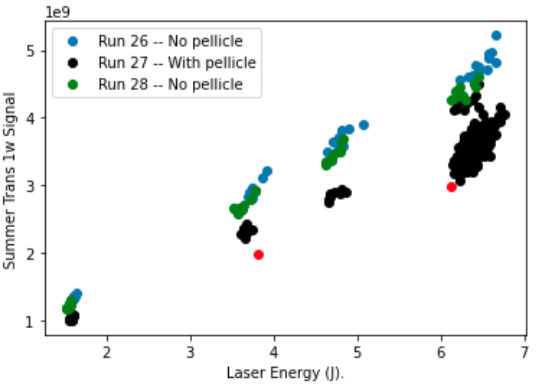 1e9
Run 26 -- No pellicle
Run 27 -- With pellicle
Run 28 -- No pellicle
5
4
3
2
1
Summer Trans 1w Signal
2 3 4 5 6 7
Laser Energy (J).